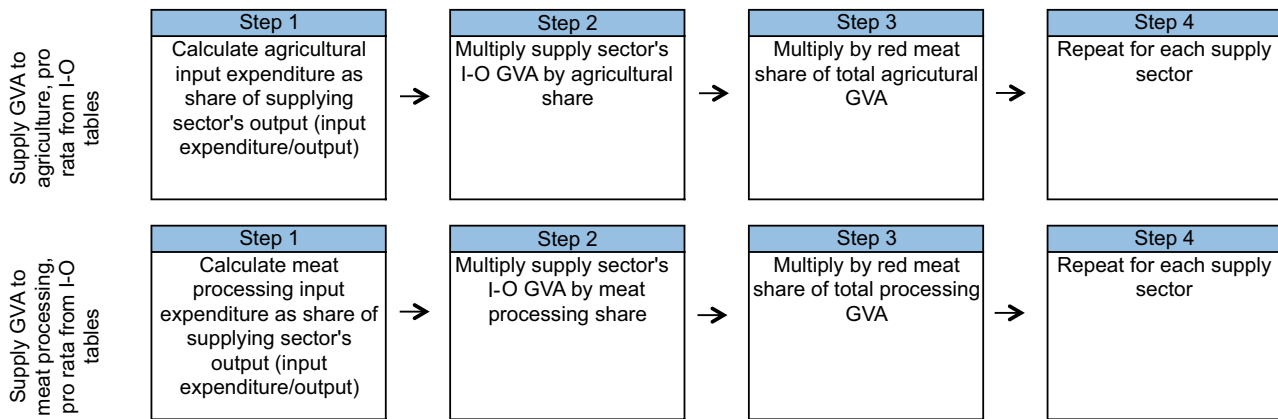 Supply GVA to
agriculture, pro
rata from I-O
tables
Step 1
Calculate agricultural
input expenditure as
share of supplying
sector's output (input
expenditure/output)
Step 2
Multiply supply sector's
I-O GVA by agricultural
share
Step 3
Multiply by red meat
share of total agricutural
GVA
Step 4
Repeat for each supply
sector
Supply GVA to
meat processing,
pro rata from I-O
tables
Step 1
Calculate meat
processing input
expenditure as share of
supplying sector's
output (input
expenditure/output)
Step 2
Multiply supply sector's
I-O GVA by meat
processing share
Step 3
Multiply by red meat
share of total processing
GVA
Step 4
Repeat for each supply
sector